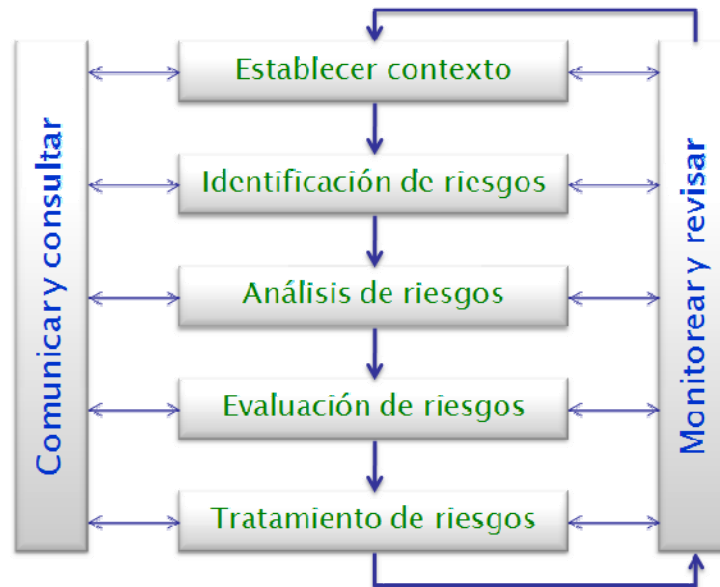 Establecer contexto
Identificación de riesgos
Análisis de riesgos
Evaluación de riesgos
Tratamiento de riesgos
Comunicar y consultar
Monitorear y revisar